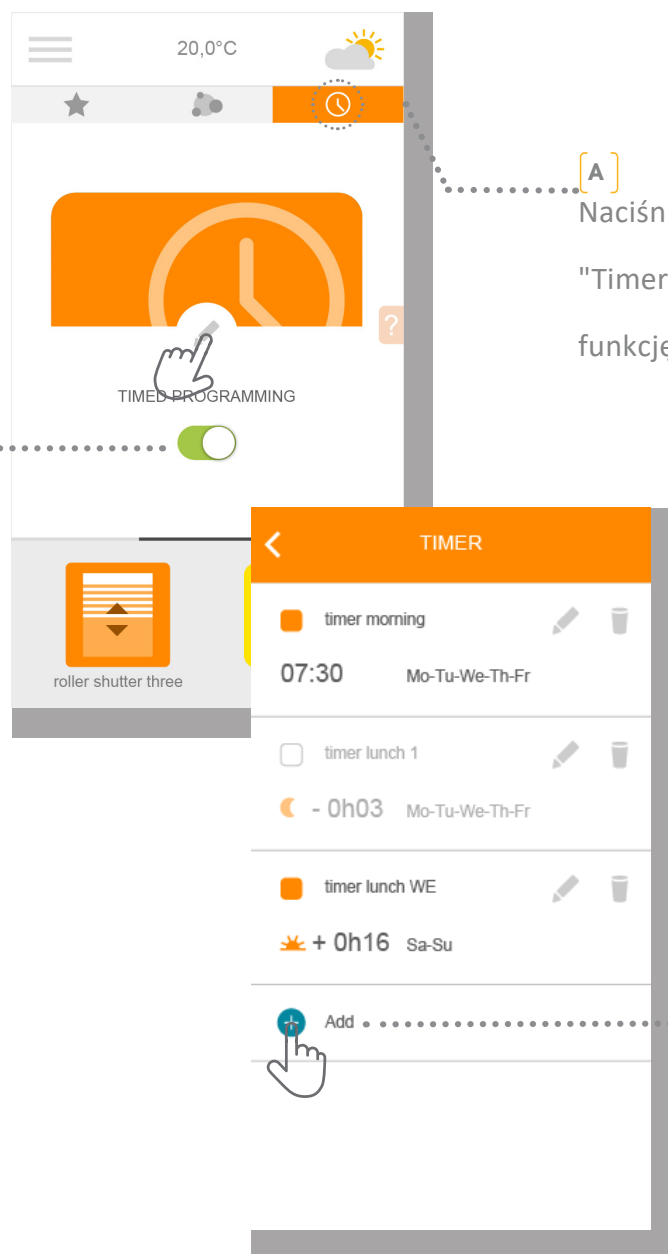 20,0°C
A
Naciśn
"Timer
funkcję
?
TIMED PROGRAMMING
roller shutter three
TIMER
timer morning
07:30 Mo-Tu-We-Th-Fr
timer lunch 1
- 0h03 Mo-Tu-We-Th-Fr
timer lunch WE
+ 0h16 Sa-Su
+ Add